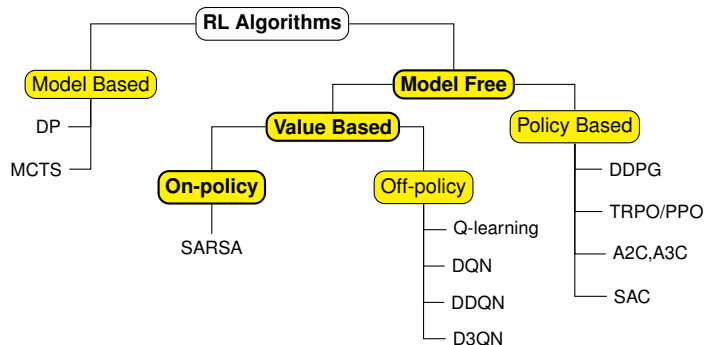 RL Algorithms
Model Based
DP
MCTS
Model Free
Value Based
On-policy
SARSA
Off-policy
Q-learning
DQN
DDQN
D3QN
Policy Based
DDPG
TRPO/PPO
A2C,A3C
SAC